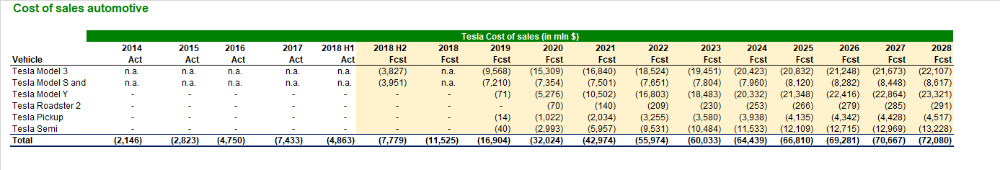 Cost of sales automotive
Tesla Cost of sales (in mln $)
2014 2015 2016 2017 2018 H1 2018 H2 2018 2019 2020 2021 2022 2023 2024 2025 2026 2027 2028
Vehicle Act Act Act Act Act Fcst Fcst Fcst Fcst Fcst Fcst Fcst Fcst Fcst Fcst Fcst Fcst
Tesla Model 3 n.a. n.a. n.a. n.a. n.a. (3,827) n.a. (9,568) (15,309) (16,840) (18,524) (19,451) (20,423) (20,832) (21,248) (21,673) (22,107)
Tesla Model S and n.a. n.a. n.a. n.a. n.a. (3,951) n.a. (7,210) (7,354) (7,501) (7,651) (7,804) (7,960) (8,120) (8,282) (8,448) (8,617)
Tesla Model Y - - - - - - - (71) (5,276) (10,502) (16,803) (18,483) (20,332) (21,348) (22,416) (22,864) (23,321)
Tesla Roadster 2 - - - - - - - - (70) (140) (209) (230) (253) (266) (279) (285) (291)
Tesla Pickup - - - - - - - (14) (1,022) (2,034) (3,255) (3,580) (3,938) (4,135) (4,342) (4,428) (4,517)
Tesla Semi - - - - - - - (40) (2,993) (5,957) (9,531) (10,484) (11,533) (12,109) (12,715) (12,969) (13,228)
Total (2,146) (2,823) (4,750) (7,433) (4,863) (7,779) (11,525) (16,904) (32,024) (42,974) (55,974) (60,033) (64,439) (66,810) (69,281) (70,667) (72,080)